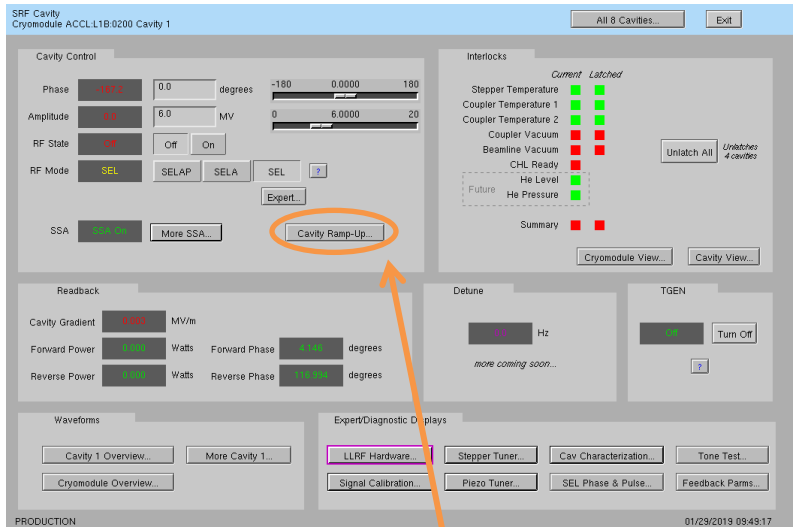 SRF Cavity
Cryomodule ACCL:L1B:0200 Cavity 1
All 8 Cavities...
Exit
Cavity Control
Phase
0.0
degrees
-180 0.0000 180
Amplitude
0.0
6.0
MV
0 6.0000 20
RF State
Off
Off
On
RF Mode
SEL
SELAP
SELA
SEL
?
Expert...
SSA
SSA On
More SSA...
Cavity Ramp-Up...
Interlocks
Current Latched
Stepper Temperature
Coupler Temperature 1
Coupler Temperature 2
Coupler Vacuum
Beamline Vacuum
CHL Ready
Future
He Level
He Pressure
Summary
Unlatch All
Unlatches
4 cavities
Cryomodule View...
Cavity View...
Readback
Cavity Gradient
MV/m
Forward Power 0.000 Watts Forward Phase 4.146 degrees
Reverse Power 0.000 Watts Reverse Phase 116.994 degrees
Detune
0.0 Hz
more coming soon...
TGEN
Off
Turn Off
?
Waveforms
Cavity 1 Overview...
More Cavity 1...
Cryomodule Overview...
Expert/Diagnostic Displays
LLRF Hardware...
Stepper Tuner...
Cav Characterization...
Tone Test...
Signal Calibration...
Piezo Tuner...
SEL Phase & Pulse...
Feedback Parms...
PRODUCTION
01/29/2019 09:49:17